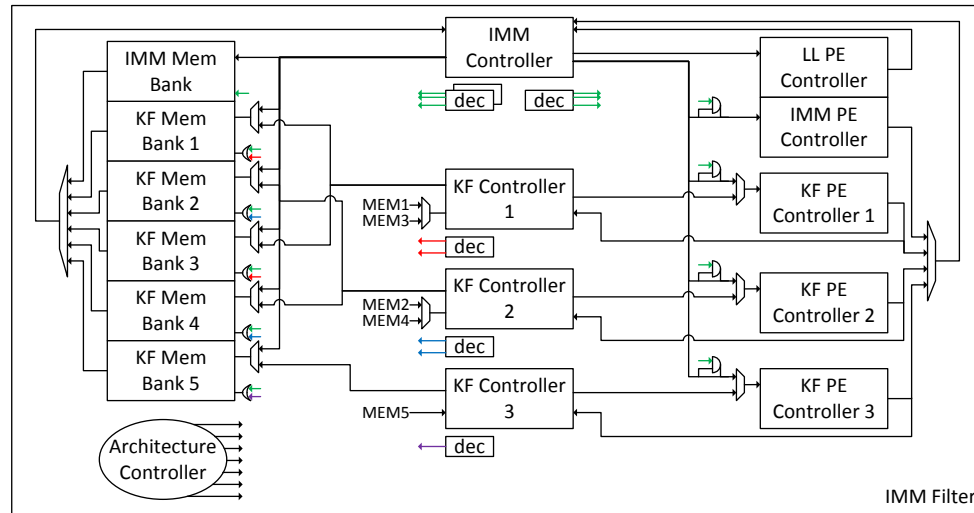 IMM Mem
Bank
KF Mem
Bank 1
KF Mem
Bank 2
KF Mem
Bank 3
KF Mem
Bank 4
KF Mem
Bank 5
Architecture
Controller
IMM
Controller
dec
dec
MEM1
MEM3
KF Controller
1
dec
MEM2
MEM4
KF Controller
2
dec
MEM5
KF Controller
3
dec
LL PE
Controller
IMM PE
Controller
KF PE
Controller 1
KF PE
Controller 2
KF PE
Controller 3
IMM Filter